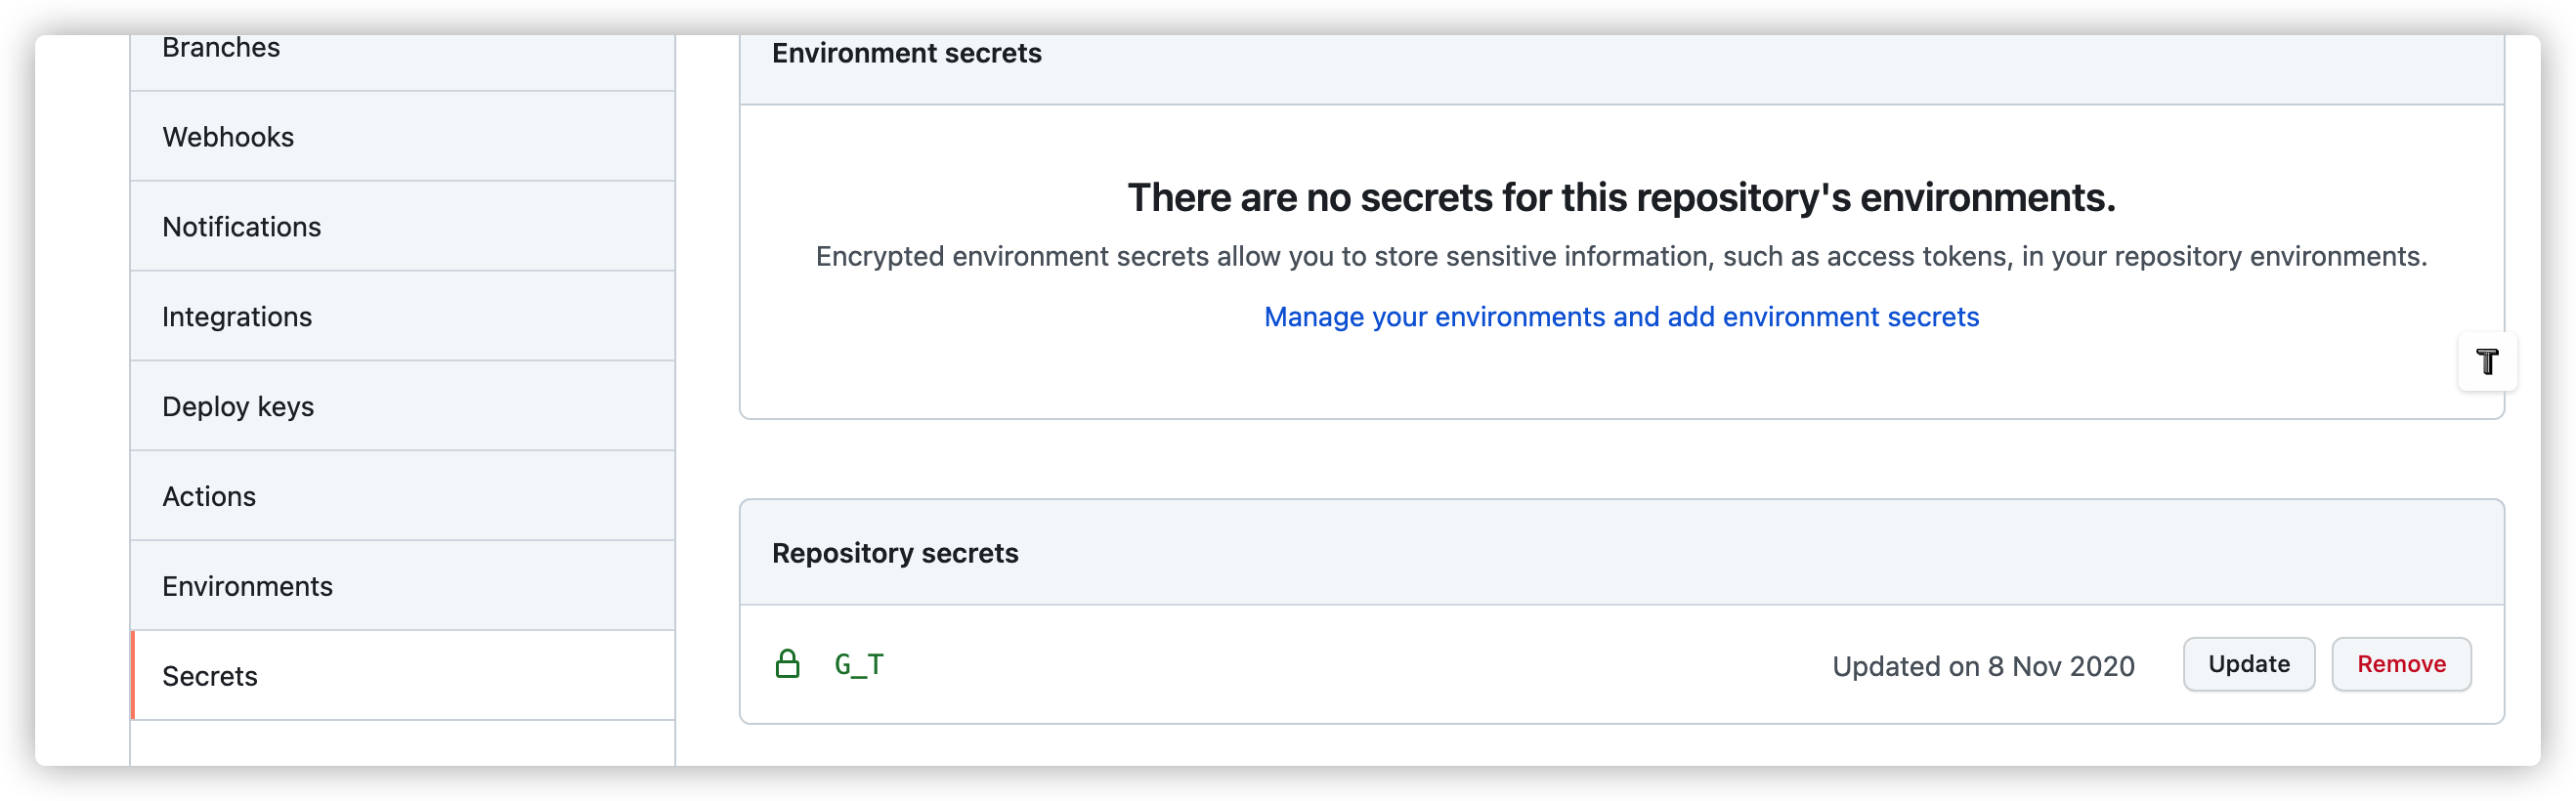 Branches
Webhooks
Notifications
Integrations
Deploy keys
Actions
Environments
Secrets
Environment secrets
There are no secrets for this repository's environments.
Encrypted environment secrets allow you to store sensitive information, such as access tokens, in your repository environments.
Manage your environments and add environment secrets
T
Repository secrets
G_T
Updated on 8 Nov 2020
Update
Remove